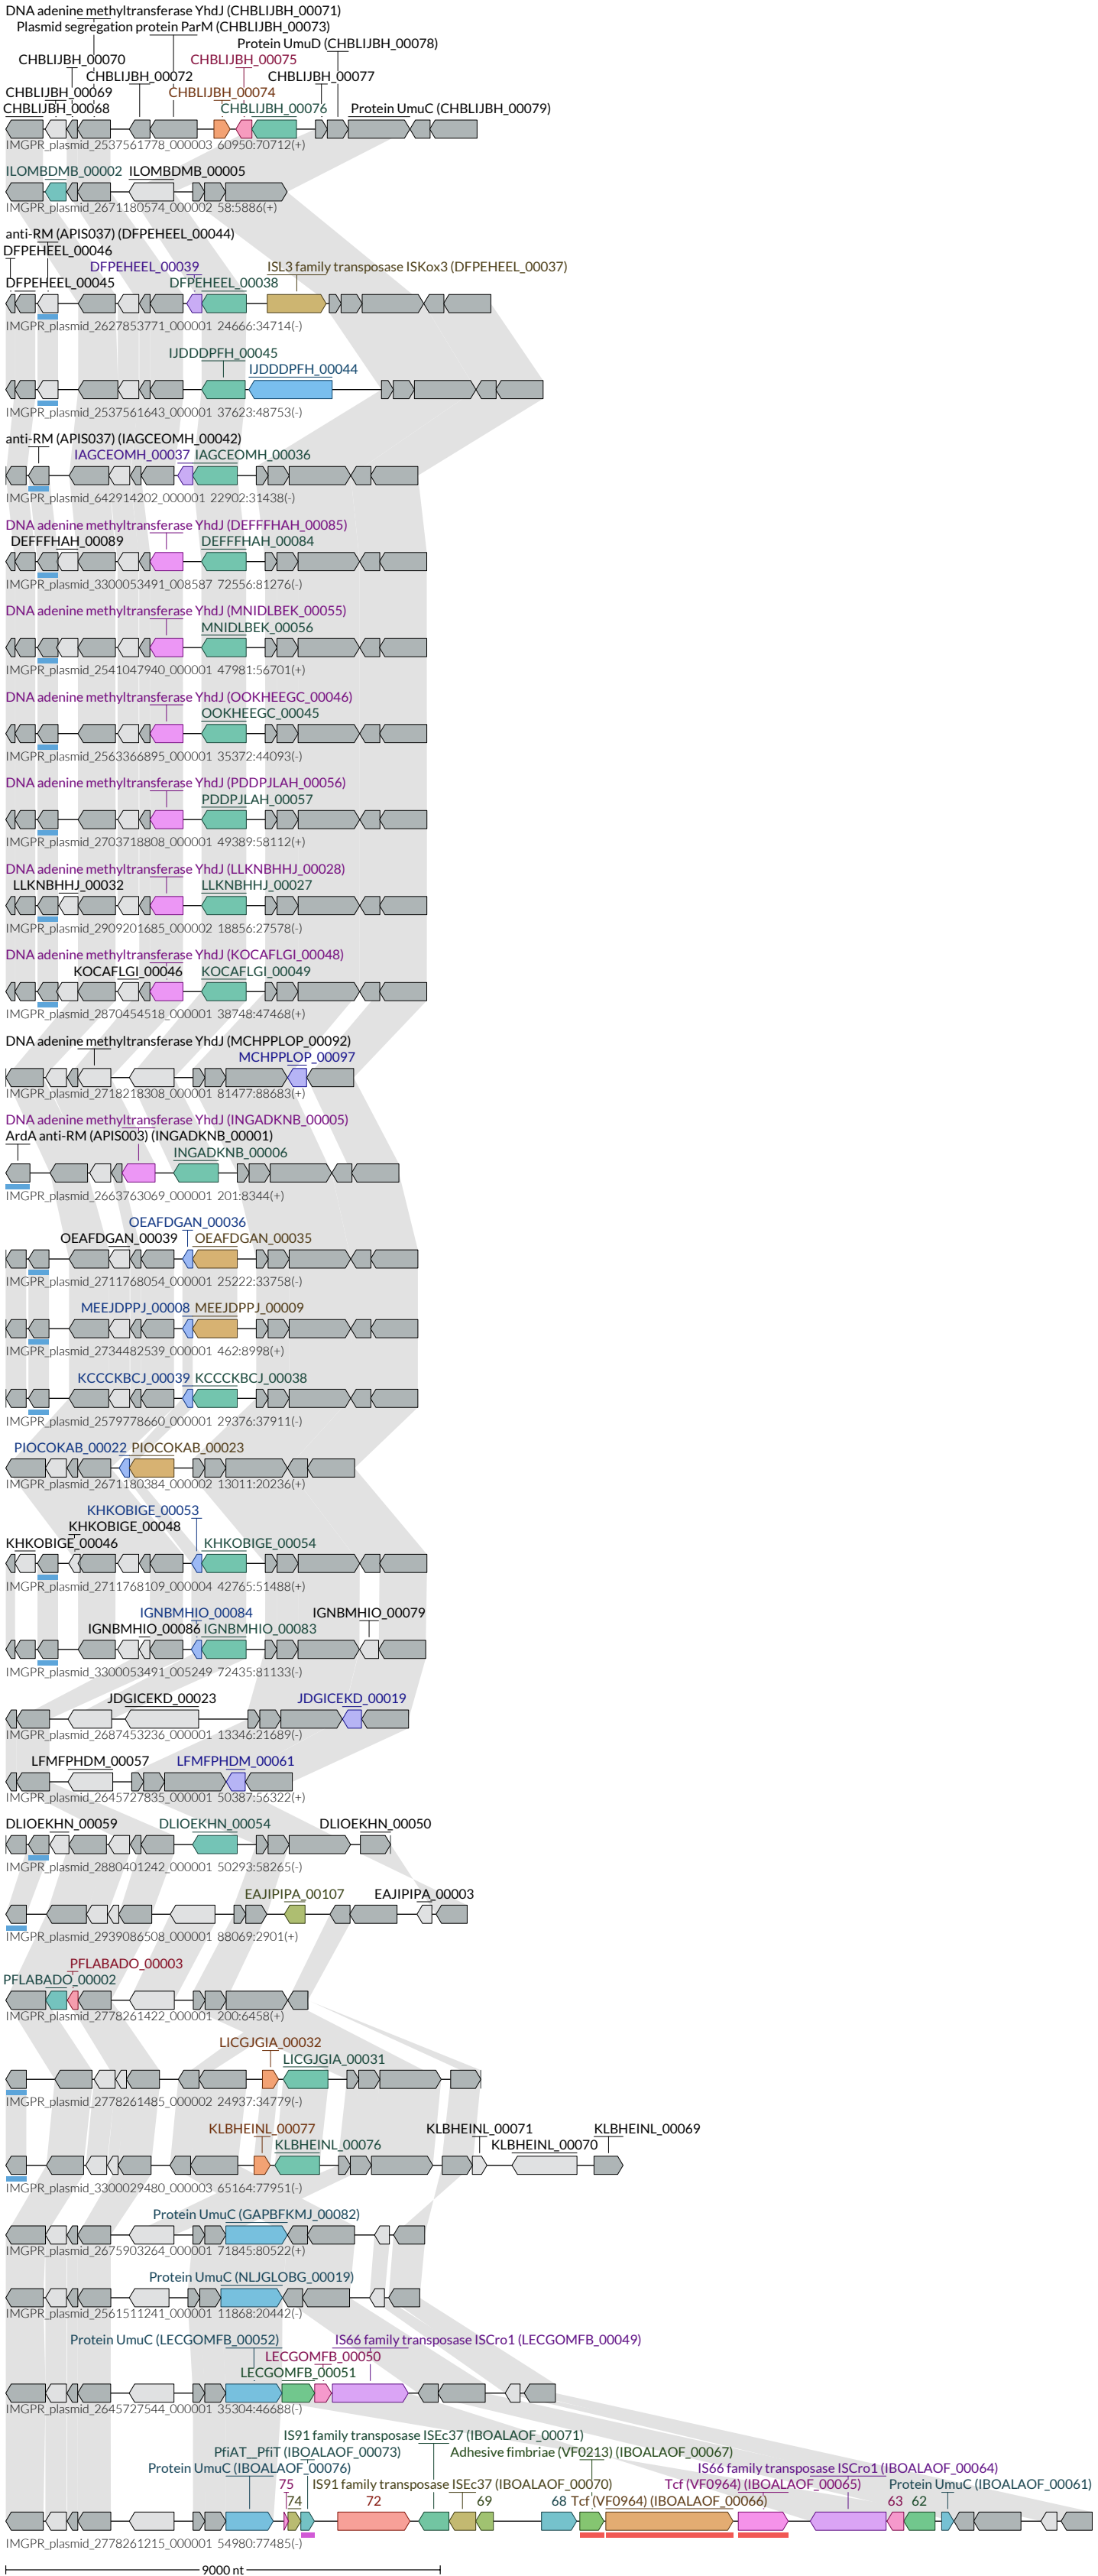 DNA adenine methyltransferase YhdJ (CHBLIJBH_00071)
Plasmid segregation protein ParM (CHBLIJBH_00073)
Protein UmuD (CHBLIJBH_00078)
CHBLIJBH_00070 CHBLIJBH_00075
CHBLIJBH_00072 CHBLIJBH_00077
CHBLIJBH_00069 CHBLIJBH_00074
CHBLIJBH_00068 CHBLIJBH_00076 Protein UmuC (CHBLIJBH_00079)
IMGPR_plasmid_2537561778_000003 60950:70712(+)
ILOMBDMB_00002 ILOMBDMB_00005
IMGPR_plasmid_2671180574_000002 58:5886(+)
anti-RM (APIS037) (DFPEHEEL_00044)
DFPEHEEL_00046
DFPEHEEL_00039 ISL3 family transposase ISKox3 (DFPEHEEL_00037)
DFPEHEEL_00045 DFPEHEEL_00038
IMGPR_plasmid_2627853771_000001 24666:34714(-)
IJDDDPFH_00045
IJDDDPFH_00044
IMGPR_plasmid_2537561643_000001 37623:48753(-)
anti-RM (APIS037) (IAGCEOMH_00042)
IAGCEOMH_00037 IAGCEOMH_00036
IMGPR_plasmid_642914202_000001 22902:31438(-)
DNA adenine methyltransferase YhdJ (DEFFFHAH_00085)
DEFFFHAH_00089 DEFFFHAH_00084
IMGPR_plasmid_3300053491_008587 72556:81276(-)
DNA adenine methyltransferase YhdJ (MNIDLBEK_00055)
MNIDLBEK_00056
IMGPR_plasmid_2541047940_000001 47981:56701(+)
DNA adenine methyltransferase YhdJ (OOKHEEGC_00046)
OOKHEEGC_00045
IMGPR_plasmid_2563366895_000001 35372:44093(-)
DNA adenine methyltransferase YhdJ (PDDPJLAH_00056)
PDDPJLAH_00057
IMGPR_plasmid_2703718808_000001 49389:58112(+)
DNA adenine methyltransferase YhdJ (LLKNBHHJ_00028)
LLKNBHHJ_00032 LLKNBHHJ_00027
IMGPR_plasmid_2909201685_000002 18856:27578(-)
DNA adenine methyltransferase YhdJ (KOCAFLGI_00048)
KOCAFLGI_00046 KOCAFLGI_00049
IMGPR_plasmid_2870454518_000001 38748:47468(+)
DNA adenine methyltransferase YhdJ (MCHPPLOP_00092)
MCHPPLOP_00097
IMGPR_plasmid_2718218308_000001 81477:88683(+)
DNA adenine methyltransferase YhdJ (INGADKNB_00005)
ArdA anti-RM (APIS003) (INGADKNB_00001)
INGADKNB_00006
IMGPR_plasmid_2663763069_000001 201:8344(+)
OEAFDGAN_00036
OEAFDGAN_00039 OEAFDGAN_00035
IMGPR_plasmid_2711768054_000001 25222:33758(-)
MEEJDPPJ_00008 MEEJDPPJ_00009
IMGPR_plasmid_2734482539_000001 462:8998(+)
KCCCKBCJ_00039 KCCCKBCJ_00038
IMGPR_plasmid_2579778660_000001 29376:37911(-)
PIOCOKAB_00022 PIOCOKAB_00023
IMGPR_plasmid_2671180384_000002 13011:20236(+)
KHKOBIGE_00053
KHKOBIGE_00048
KHKOBIGE_00046 KHKOBIGE_00054
IMGPR_plasmid_2711768109_000004 42765:51488(+)
IGNBMHIO_00084 IGNBMHIO_00079
IGNBMHIO_00086 IGNBMHIO_00083
IMGPR_plasmid_3300053491_005249 72435:81133(-)
JDGICEKD_00023 JDGICEKD_00019
IMGPR_plasmid_2687453236_000001 13346:21689(-)
LFMFPHDM_00057 LFMFPHDM_00061
IMGPR_plasmid_2645727835_000001 50387:56322(+)
DLIOEKHN_00059 DLIOEKHN_00054 DLIOEKHN_00050
IMGPR_plasmid_2880401242_000001 50293:58265(-)
EAJIPIPA_00107 EAJIPIPA_00003
IMGPR_plasmid_2939086508_000001 88069:2901(+)
PFLABADO_00003
PFLABADO_00002
IMGPR_plasmid_2778261422_000001 200:6458(+)
LICGJGIA_00032
LICGJGIA_00031
IMGPR_plasmid_2778261485_000002 24937:34779(-)
KLBHEINL_00077 KLBHEINL_00071 KLBHEINL_00069
KLBHEINL_00076 KLBHEINL_00070
IMGPR_plasmid_3300029480_000003 65164:77951(-)
Protein UmuC (GAPBFKMJ_00082)
IMGPR_plasmid_2675903264_000001 71845:80522(+)
Protein UmuC (NLJGLOBG_00019)
IMGPR_plasmid_2561511241_000001 11868:20442(-)
Protein UmuC (LECGOMFB_00052) IS66 family transposase ISCro1 (LECGOMFB_00049)
LECGOMFB_00050
LECGOMFB_00051
IMGPR_plasmid_2645727544_000001 35304:46688(-)
IS91 family transposase ISEc37 (IBOALAOF_00071)
PfiAT__PfiT (IBOALAOF_00073) Adhesive fimbriae (VF0213) (IBOALAOF_00067)
Protein UmuC (IBOALAOF_00076) IS66 family transposase ISCro1 (IBOALAOF_00064)
75 IS91 family transposase ISEc37 (IBOALAOF_00070) Tcf (VF0964) (IBOALAOF_00065) Protein UmuC (IBOALAOF_00061)
74 72 69 68 Tcf (VF0964) (IBOALAOF_00066) 63 62
IMGPR_plasmid_2778261215_000001 54980:77485(-)
9000 nt